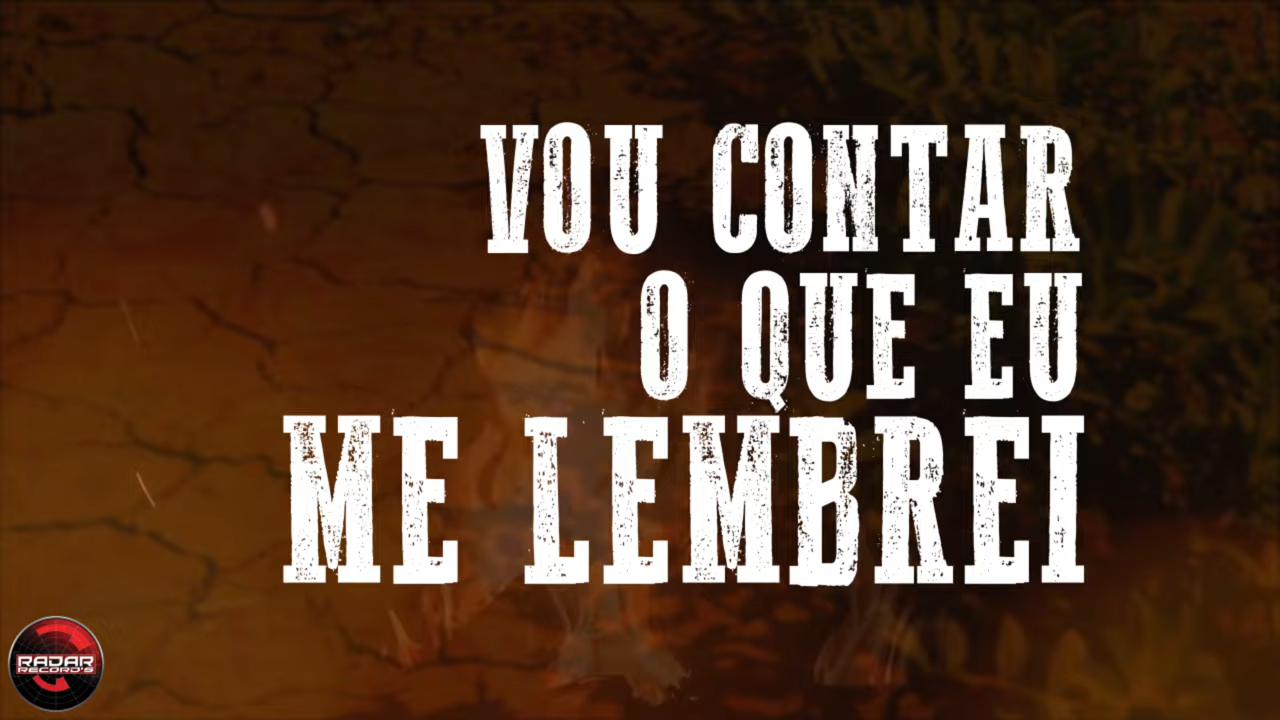 VOU CONTAR
O QUE EU
ME LEMBREI
RADAR
RECORD'S